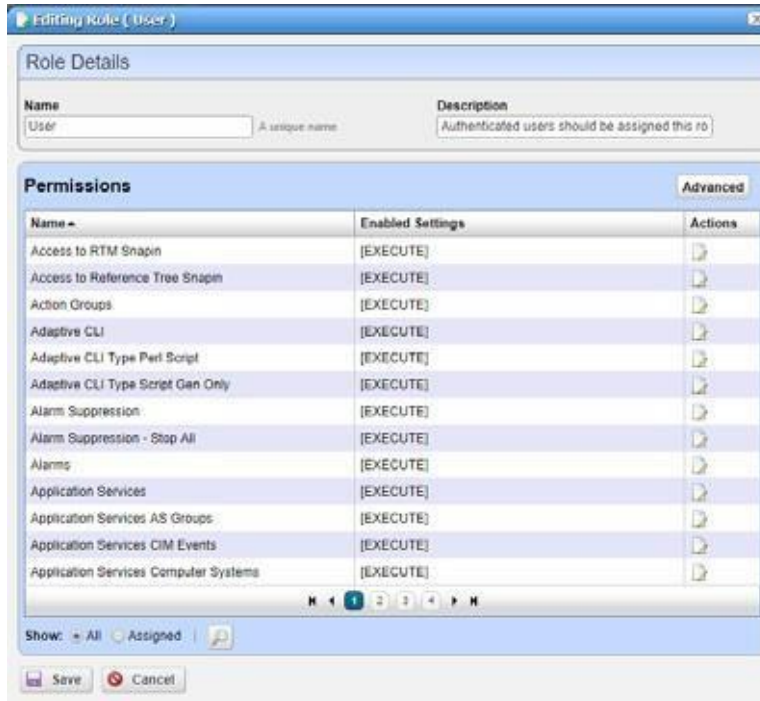 Editing Role ( User )
Role Details
Name Description
User A unique name Authenticated users should be assigned this ro
Permissions Advanced
Name Enabled Settings Actions
Access to RTM Snapin [EXECUTE]
Access to Reference Tree Snapin [EXECUTE]
Action Groups [EXECUTE]
Adaptive CLI [EXECUTE]
Adaptive CLI Type Perl Script [EXECUTE]
Adaptive CLI Type Script Gen Only [EXECUTE]
Alarm Suppression [EXECUTE]
Alarm Suppression - Stop All [EXECUTE]
Alarms [EXECUTE]
Application Services [EXECUTE]
Application Services AS Groups [EXECUTE]
Application Services CIM Events [EXECUTE]
Application Services Computer Systems [EXECUTE]
1 2 3 4
Show: All Assigned
Save Cancel